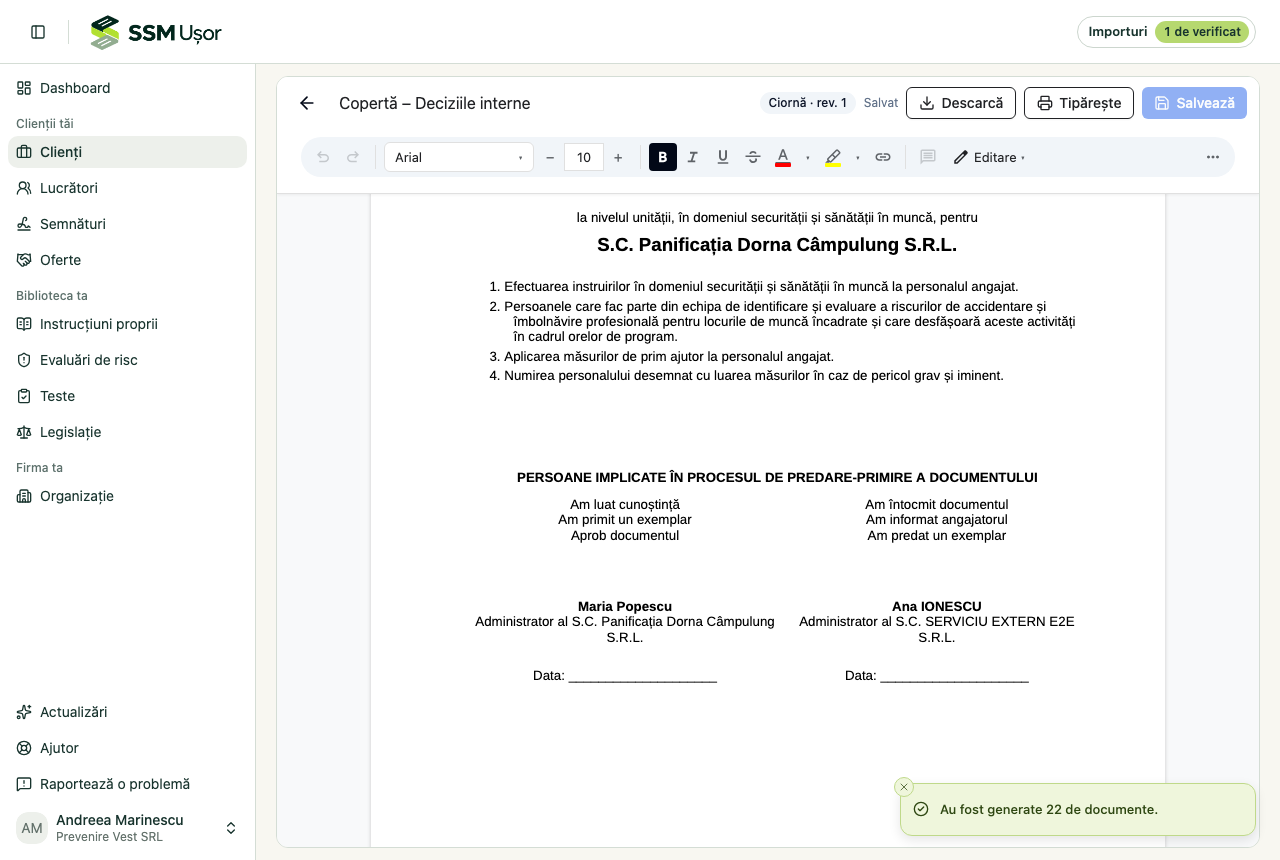 SSM Ușor
Importuri
1 de verificat
Dashboard
Clienții tăi
Clienți
Lucrători
Semnături
Oferte
Biblioteca ta
Instrucțiuni proprii
Evaluări de risc
Teste
Legislație
Firma ta
Organizație
Actualizări
Ajutor
Raportează o problemă
AM
Andreea Marinescu
Prevenire Vest SRL
Copertă – Deciziile interne
Ciornă · rev. 1
Salvat
Descarcă
Tipărește
Salvează
Arial
10
B
I
U
S
A
Editare
la nivelul unității, în domeniul securității și sănătății în muncă, pentru
S.C. Panificația Dorna Câmpulung S.R.L.
1. Efectuarea instruirilor în domeniul securității și sănătății în muncă la personalul angajat.
2. Persoanele care fac parte din echipa de identificare și evaluare a riscurilor de accidentare și
îmbolnăvire profesională pentru locurile de muncă încadrate și care desfășoară aceste activități
în cadrul orelor de program.
3. Aplicarea măsurilor de prim ajutor la personalul angajat.
4. Numirea personalului desemnat cu luarea măsurilor în caz de pericol grav și iminent.
PERSOANE IMPLICATE ÎN PROCESUL DE PREDARE-PRIMIRE A DOCUMENTULUI
Am luat cunoștință
Am primit un exemplar
Aprob documentul
Am întocmit documentul
Am informat angajatorul
Am predat un exemplar
Maria Popescu
Administrator al S.C. Panificația Dorna Câmpulung
S.R.L.
Ana IONESCU
Administrator al S.C. SERVICIU EXTERN E2E
S.R.L.
Data: ____________________
Data: ____________________
Au fost generate 22 de documente.